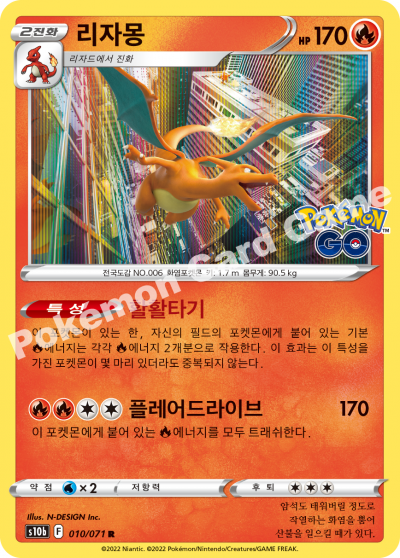 2진화
리자몽
HP 170
리자드에서 진화
Pokémon GO
전국도감 NO.006 화염포켓몬 키: 1.7 m 몸무게: 90.5 kg
Pokémon Card Game
특성 활활타기
이 포켓몬이 있는 한, 자신의 필드의 포켓몬에게 붙어 있는 기본
에너지는 각각 에너지 2개분으로 작용한다. 이 효과는 이 특성을
가진 포켓몬이 몇 마리 있더라도 중복되지 않는다.
플레어드라이브 170
이 포켓몬에게 붙어 있는 에너지를 모두 트래쉬한다.
약점 ×2 저항력 후퇴
Illus. N-DESIGN Inc.
s10b F 010/071 R
암석도 태워버릴 정도로
작열하는 화염을 뿜어
산불을 일으킬 때가 있다.
©2022 Niantic. ©2022 Pokémon/Nintendo/Creatures/GAME FREAK.